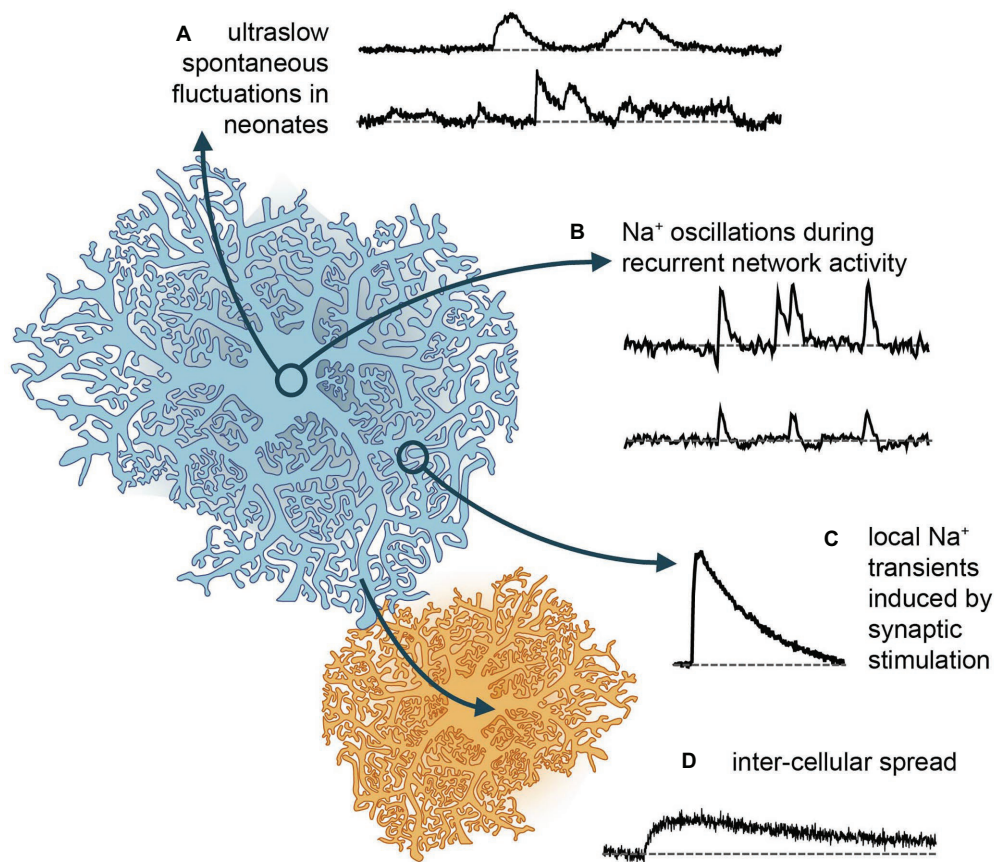 A ultraslow
spontaneous
fluctuations in
neonates
B Na⁺ oscillations during
recurrent network activity
C local Na⁺
transients
induced by
synaptic
stimulation
D inter-cellular spread